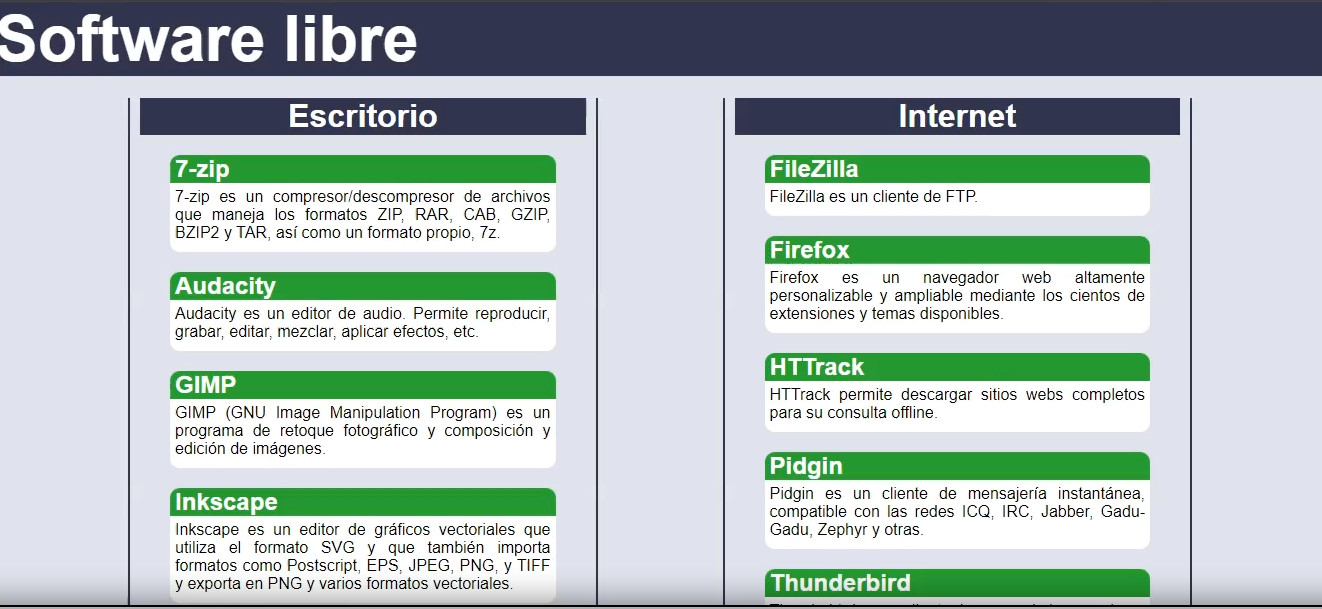 Software libre
Escritorio
7-zip
7-zip es un compresor/descompresor de archivos
que maneja los formatos ZIP, RAR, CAB, GZIP,
BZIP2 y TAR, así como un formato propio, 7z.
Audacity
Audacity es un editor de audio. Permite reproducir,
grabar, editar, mezclar, aplicar efectos, etc.
GIMP
GIMP (GNU Image Manipulation Program) es un
programa de retoque fotográfico y composición y
edición de imágenes.
Inkscape
Inkscape es un editor de gráficos vectoriales que
utiliza el formato SVG y que también importa
formatos como Postscript, EPS, JPEG, PNG, y TIFF
y exporta en PNG y varios formatos vectoriales.
Internet
FileZilla
FileZilla es un cliente de FTP.
Firefox
Firefox es un navegador web altamente
personalizable y ampliable mediante los cientos de
extensiones y temas disponibles.
HTTrack
HTTrack permite descargar sitios webs completos
para su consulta offline.
Pidgin
Pidgin es un cliente de mensajería instantánea,
compatible con las redes ICQ, IRC, Jabber, Gadu-
Gadu, Zephyr y otras.
Thunderbird